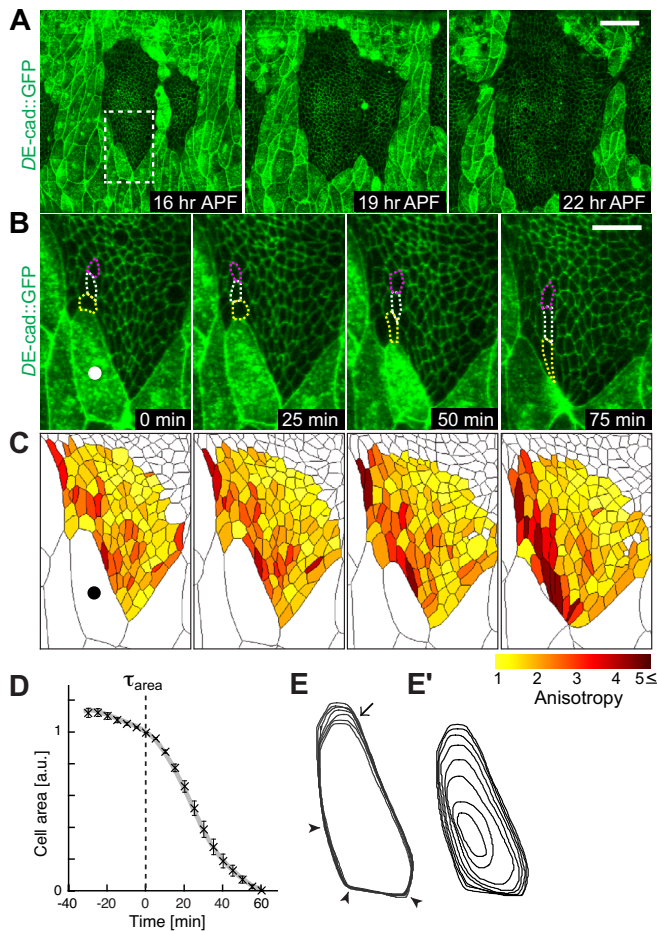 A
DE-cad::GFP
16 hr APF
19 hr APF
22 hr APF
B
DE-cad::GFP
0 min
25 min
50 min
75 min
C
1 2 3 4 5≤
Anisotropy
D
τarea
Cell area [a.u.]
1
0
-40 -20 0 20 40 60
Time [min]
E
E'